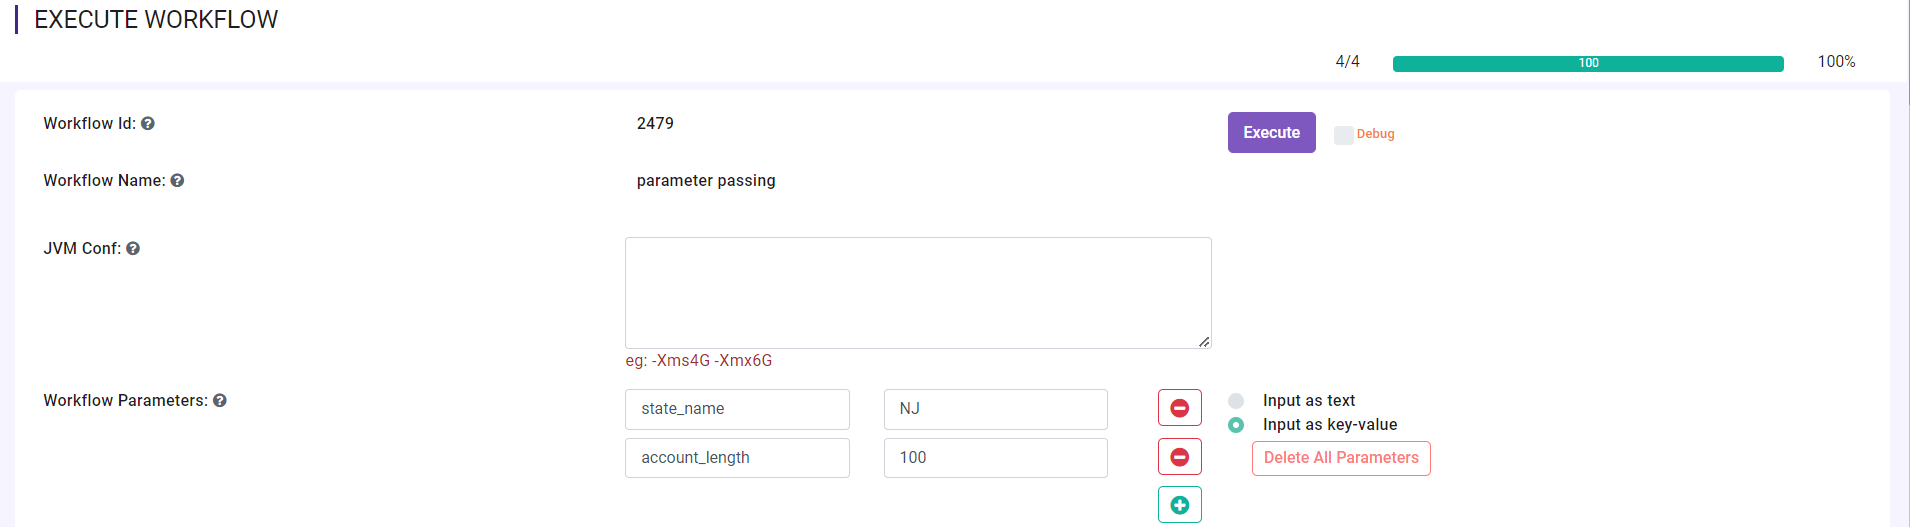 EXECUTE WORKFLOW
4/4 100 100%
Workflow Id: 2479 Execute Debug
Workflow Name: parameter passing
JVM Conf:
eg: -Xms4G -Xmx6G
Workflow Parameters: state_name NJ Input as text
Input as key-value
account_length 100 Delete All Parameters